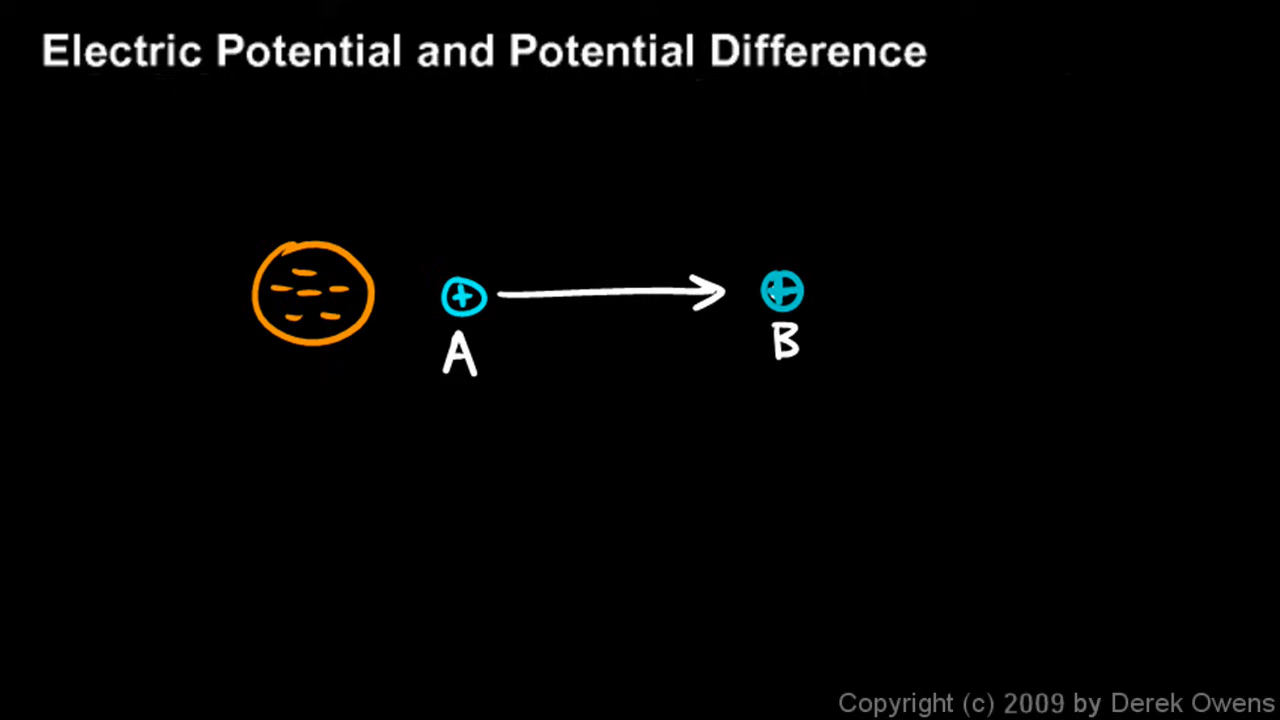 Electric Potential and Potential Difference
A
B
Copyright (c) 2009 by Derek Owens